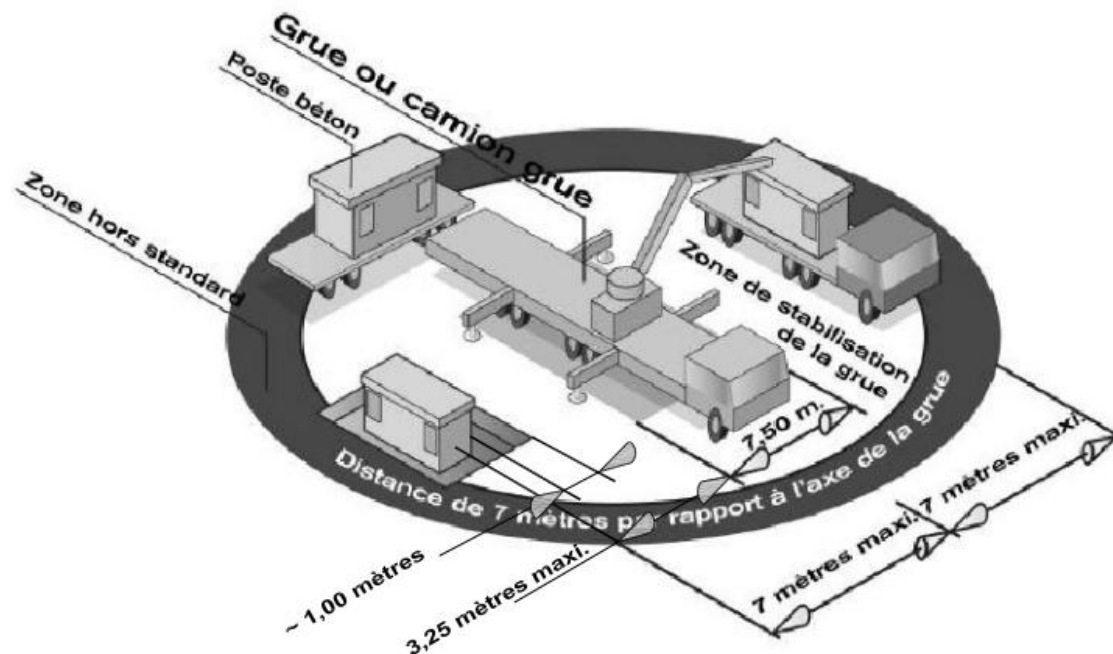 Grue ou camion grue
Poste béton
Zone hors standard
Zone de stabilisation
de la grue
7,50 m.
Distance de 7 mètres par rapport à l'axe de la grue
~ 1,00 mètres
3,25 mètres maxi.
7 mètres maxi.
7 mètres maxi.